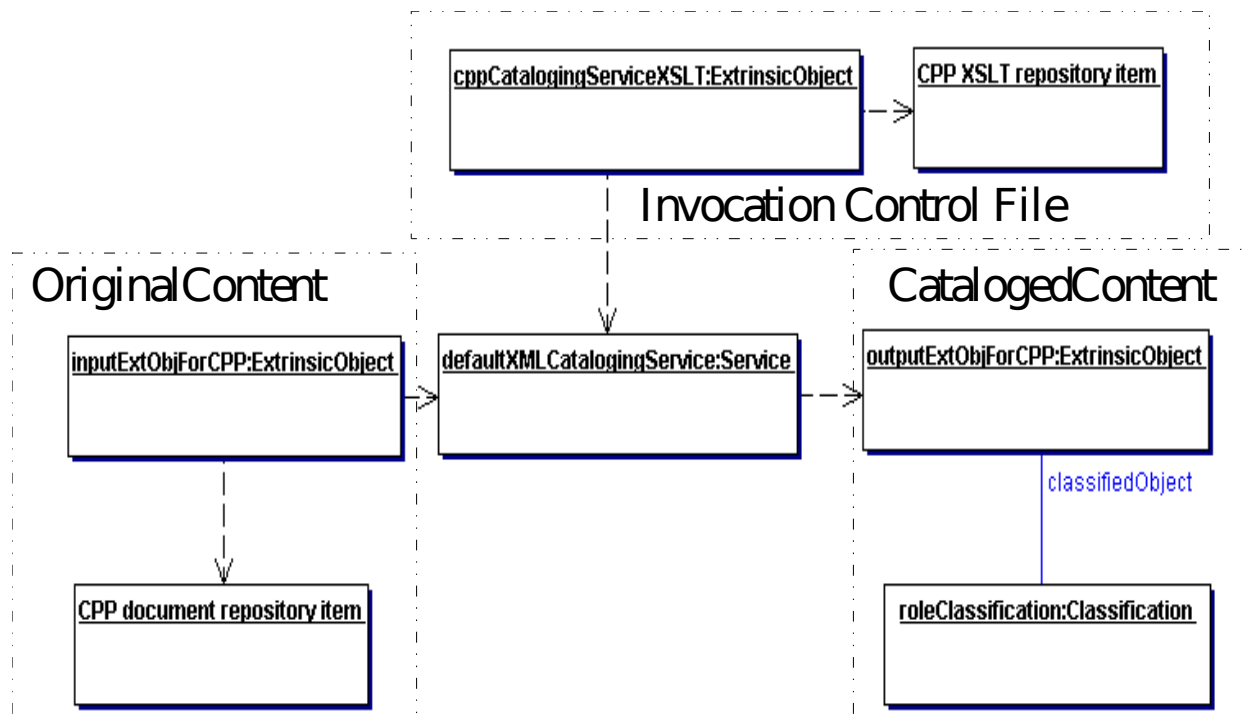 cppCatalogingServiceXSLT:ExtrinsicObject
CPP XSLT repository item
Invocation Control File
OriginalContent
CatalogedContent
inputExtObjForCPP:ExtrinsicObject
defaultXMLCatalogingService:Service
outputExtObjForCPP:ExtrinsicObject
classifiedObject
CPP document repository item
roleClassification:Classification